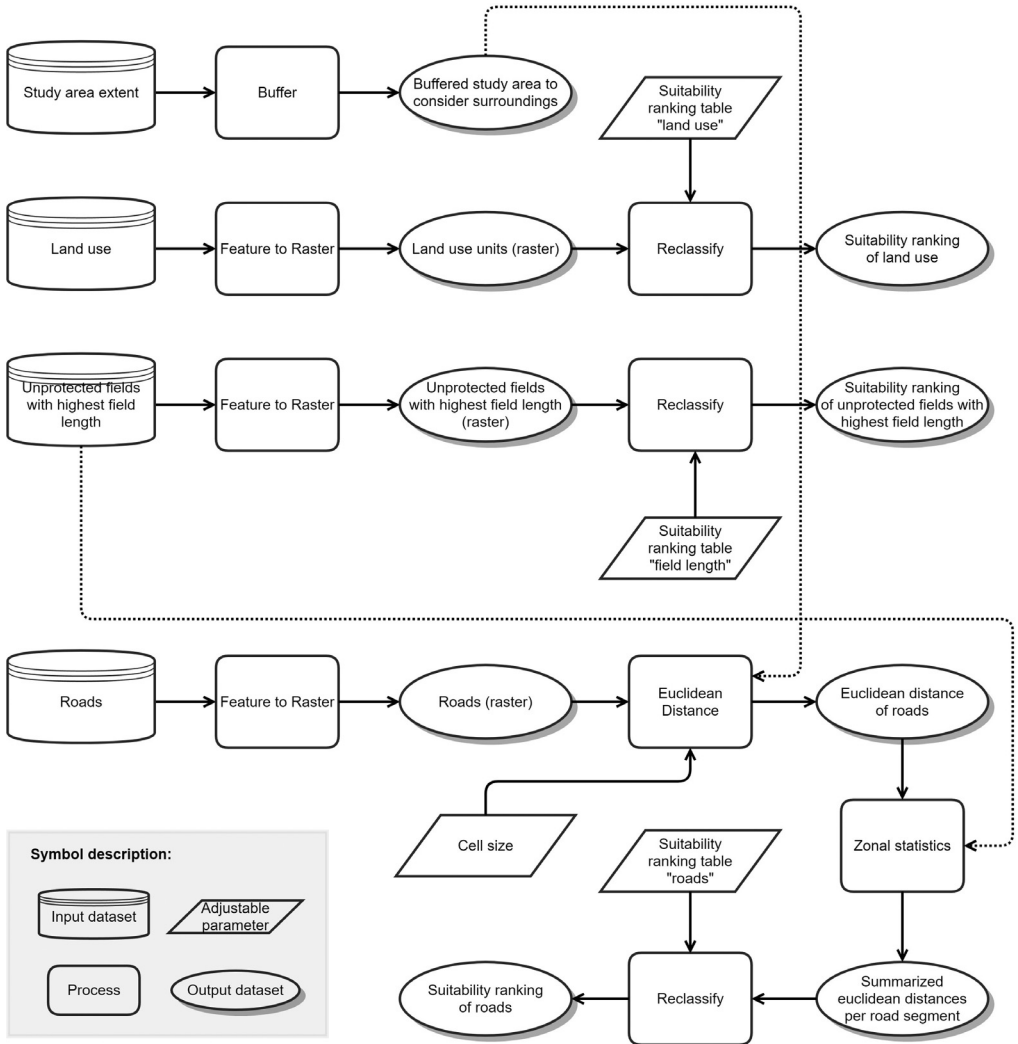 Study area extent
Buffer
Buffered study area to
consider surroundings
Suitability
ranking table
"land use"
Land use
Feature to Raster
Land use units (raster)
Reclassify
Suitability ranking
of land use
Unprotected fields
with highest field
length
Feature to Raster
Unprotected fields
with highest field length
(raster)
Reclassify
Suitability ranking
of unprotected fields with
highest field length
Suitability
ranking table
"field length"
Roads
Feature to Raster
Roads (raster)
Euclidean
Distance
Euclidean distance
of roads
Cell size
Suitability
ranking table
"roads"
Zonal statistics
Suitability ranking
of roads
Reclassify
Summarized
euclidean distances
per road segment
Symbol description:
Input dataset
Adjustable
parameter
Process
Output dataset